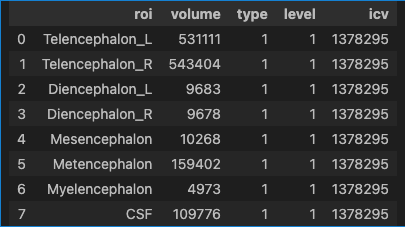 roi volume type level icv
0 Telencephalon_L 531111 1 1 1378295
1 Telencephalon_R 543404 1 1 1378295
2 Diencephalon_L 9683 1 1 1378295
3 Diencephalon_R 9678 1 1 1378295
4 Mesencephalon 10268 1 1 1378295
5 Metencephalon 159402 1 1 1378295
6 Myelencephalon 4973 1 1 1378295
7 CSF 109776 1 1 1378295